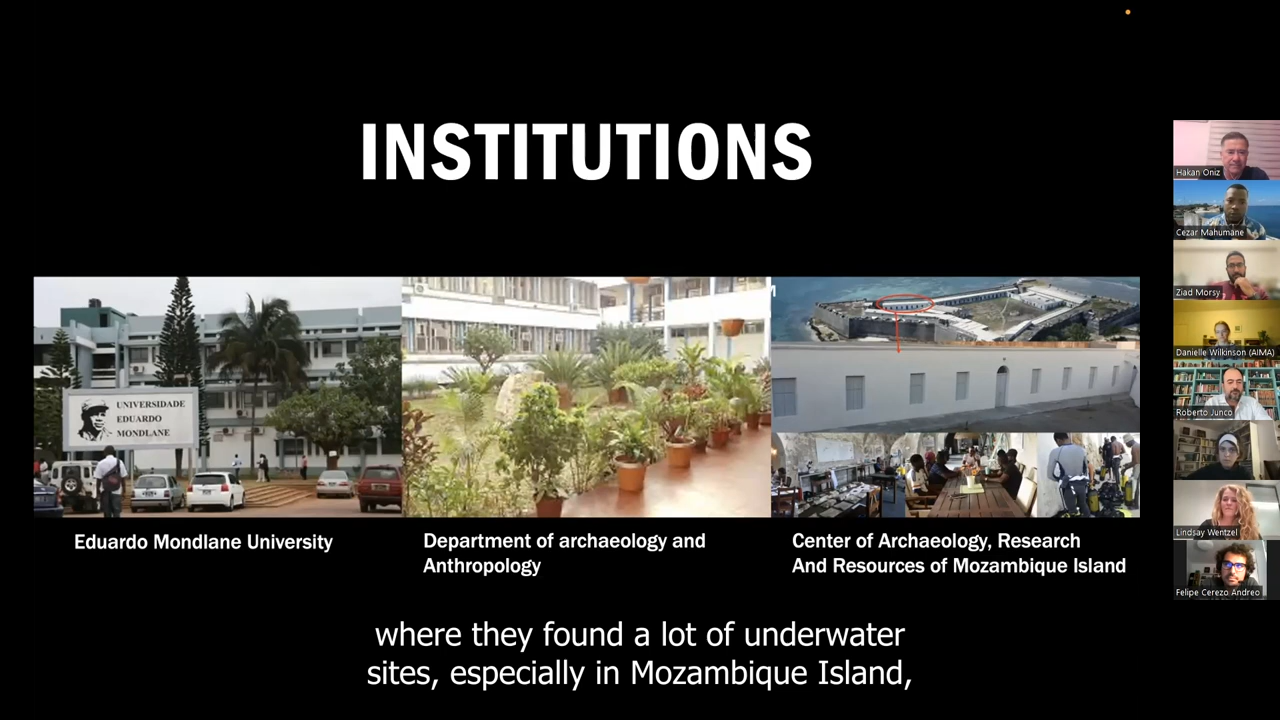 INSTITUTIONS
UNIVERSIDADE
EDUARDO
MONDLANE
Eduardo Mondlane University
Department of archaeology and
Anthropology
Center of Archaeology, Research
And Resources of Mozambique Island
where they found a lot of underwater
sites, especially in Mozambique Island,
Hakan Oniz
Cezar Mahumane
Ziad Morsy
Danielle Wilkinson (AIMA)
Roberto Junco
Lindsay Wentzel
Felipe Cerezo Andreo